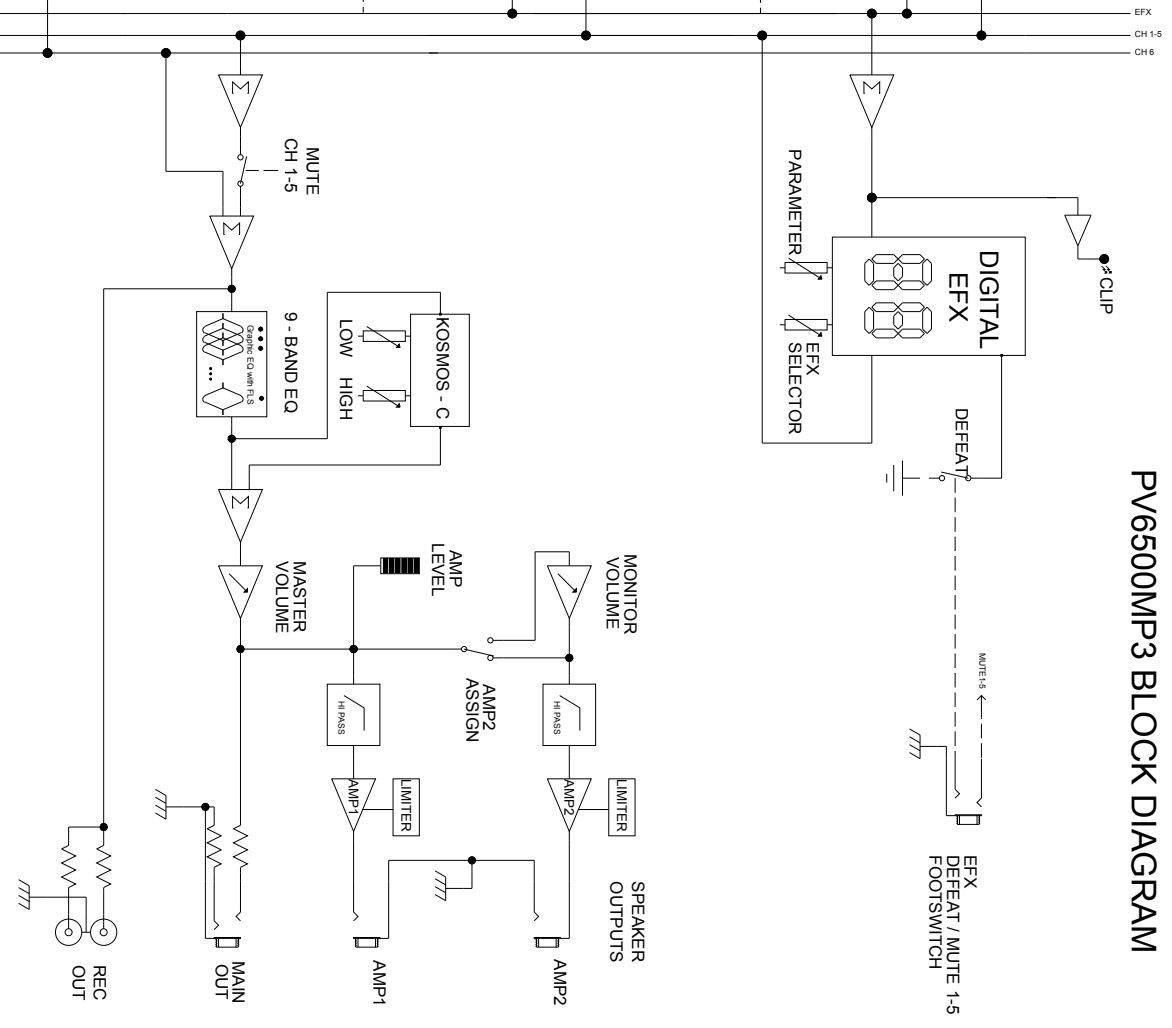 PV6500MP3 BLOCK DIAGRAM
EFX
CH 1-5
CH 6
Σ
Σ
MUTE
CH 1-5
Σ
PARAMETER
EFX
SELECTOR
DIGITAL
EFX
CLIP
DEFEAT
9 - BAND EQ
Graphic EQ with FLS
KOSMOS - C
LOW
HIGH
Σ
MASTER
VOLUME
AMP
LEVEL
MONITOR
VOLUME
AMP2
ASSIGN
HI PASS
HI PASS
AMP1
LIMITER
AMP2
LIMITER
MUTE1-5
EFX
DEFEAT / MUTE 1-5
FOOTSWITCH
SPEAKER
OUTPUTS
REC
OUT
MAIN
OUT
AMP1
AMP2